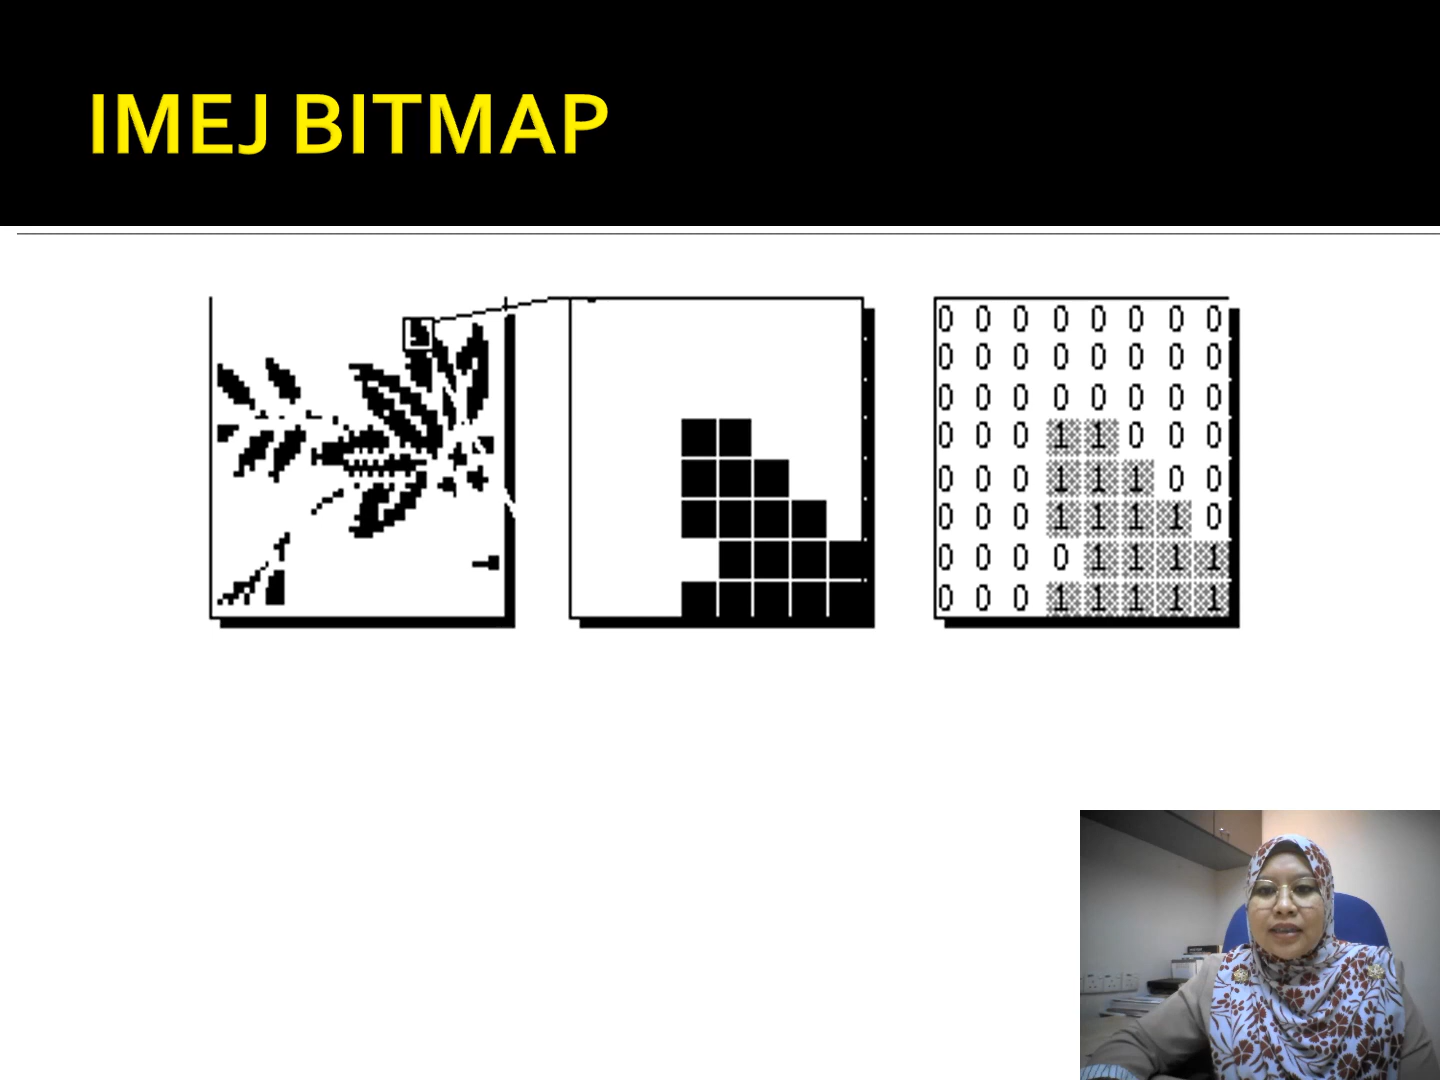 IMEJ BITMAP
0 0 0 0 0 0 0 0
0 0 0 0 0 0 0 0
0 0 0 0 0 0 0 0
0 0 0 1 1 0 0 0
0 0 0 1 1 1 0 0
0 0 0 1 1 1 1 0
0 0 0 0 1 1 1 1
0 0 0 1 1 1 1 1